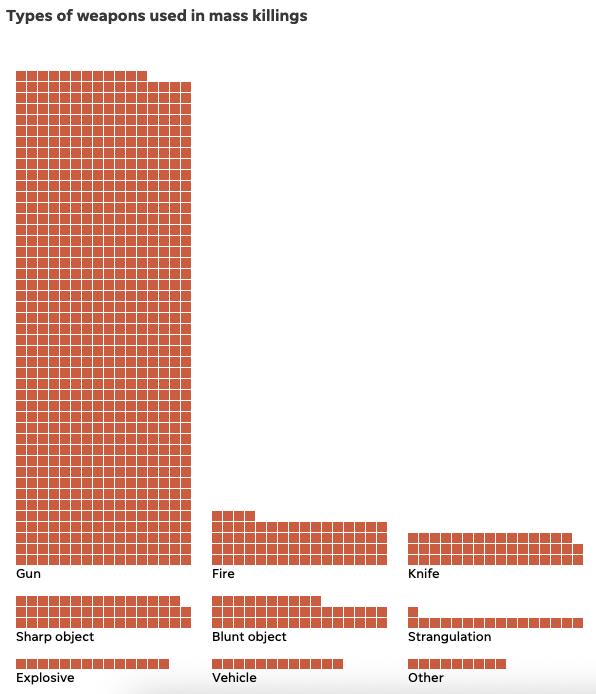 Types of weapons used in mass killings
Gun
Fire
Knife
Sharp object
Blunt object
Strangulation
Explosive
Vehicle
Other